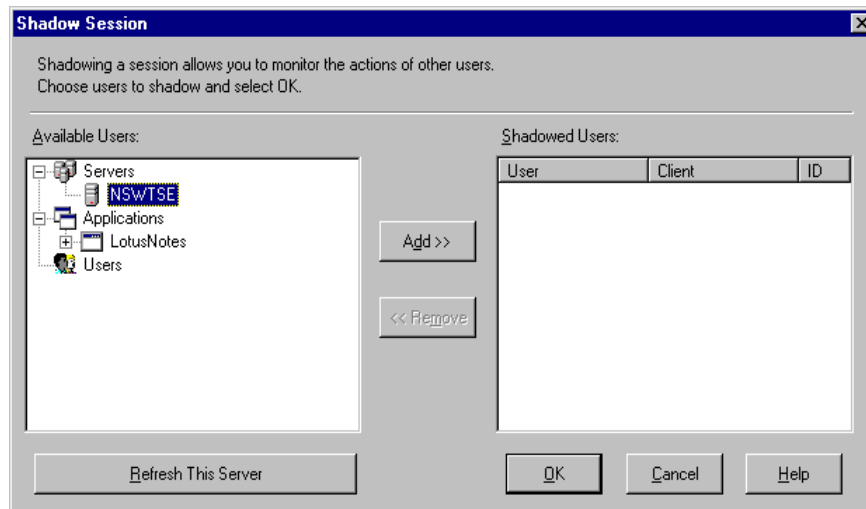 Shadow Session
Shadowing a session allows you to monitor the actions of other users.
Choose users to shadow and select OK.
Available Users:
Servers
NSWTSE
Applications
LotusNotes
Users
Add >>
<< Remove
Shadowed Users:
User Client ID
Refresh This Server
OK Cancel Help